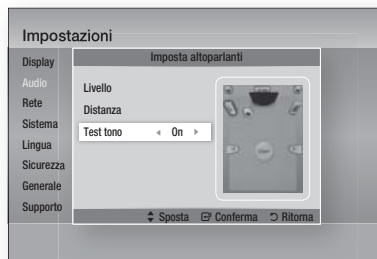 Impostazioni
Display
Audio
Rete
Sistema
Lingua
Sicurezza
Generale
Supporto
Imposta altoparlanti
Livello
Distanza
Test tono ◄ On ►
Sposta Conferma Ritorna